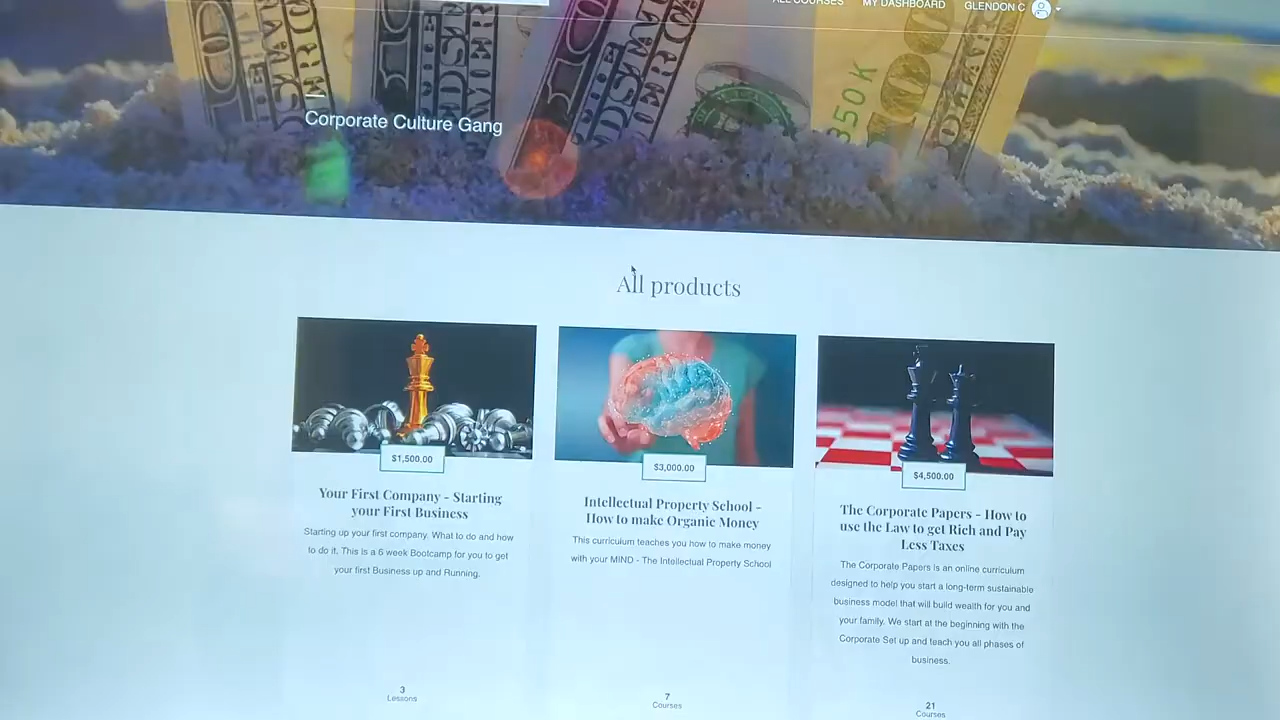 ALL COURSES
MY DASHBOARD
GLENDON C
Corporate Culture Gang
350 K
All products
$1,500.00
Your First Company - Starting
your First Business
Starting up your first company. What to do and how
to do it. This is a 6 week Bootcamp for you to get
your first Business up and Running.
3
Lessons
$3,000.00
Intellectual Property School -
How to make Organic Money
This curriculum teaches you how to make money
with your MIND - The Intellectual Property School
7
Courses
$4,500.00
The Corporate Papers - How to
use the Law to get Rich and Pay
Less Taxes
The Corporate Papers is an online curriculum
designed to help you start a long-term sustainable
business model that will build wealth for you and
your family. We start at the beginning with the
Corporate Set up and teach you all phases of
business.
21
Courses